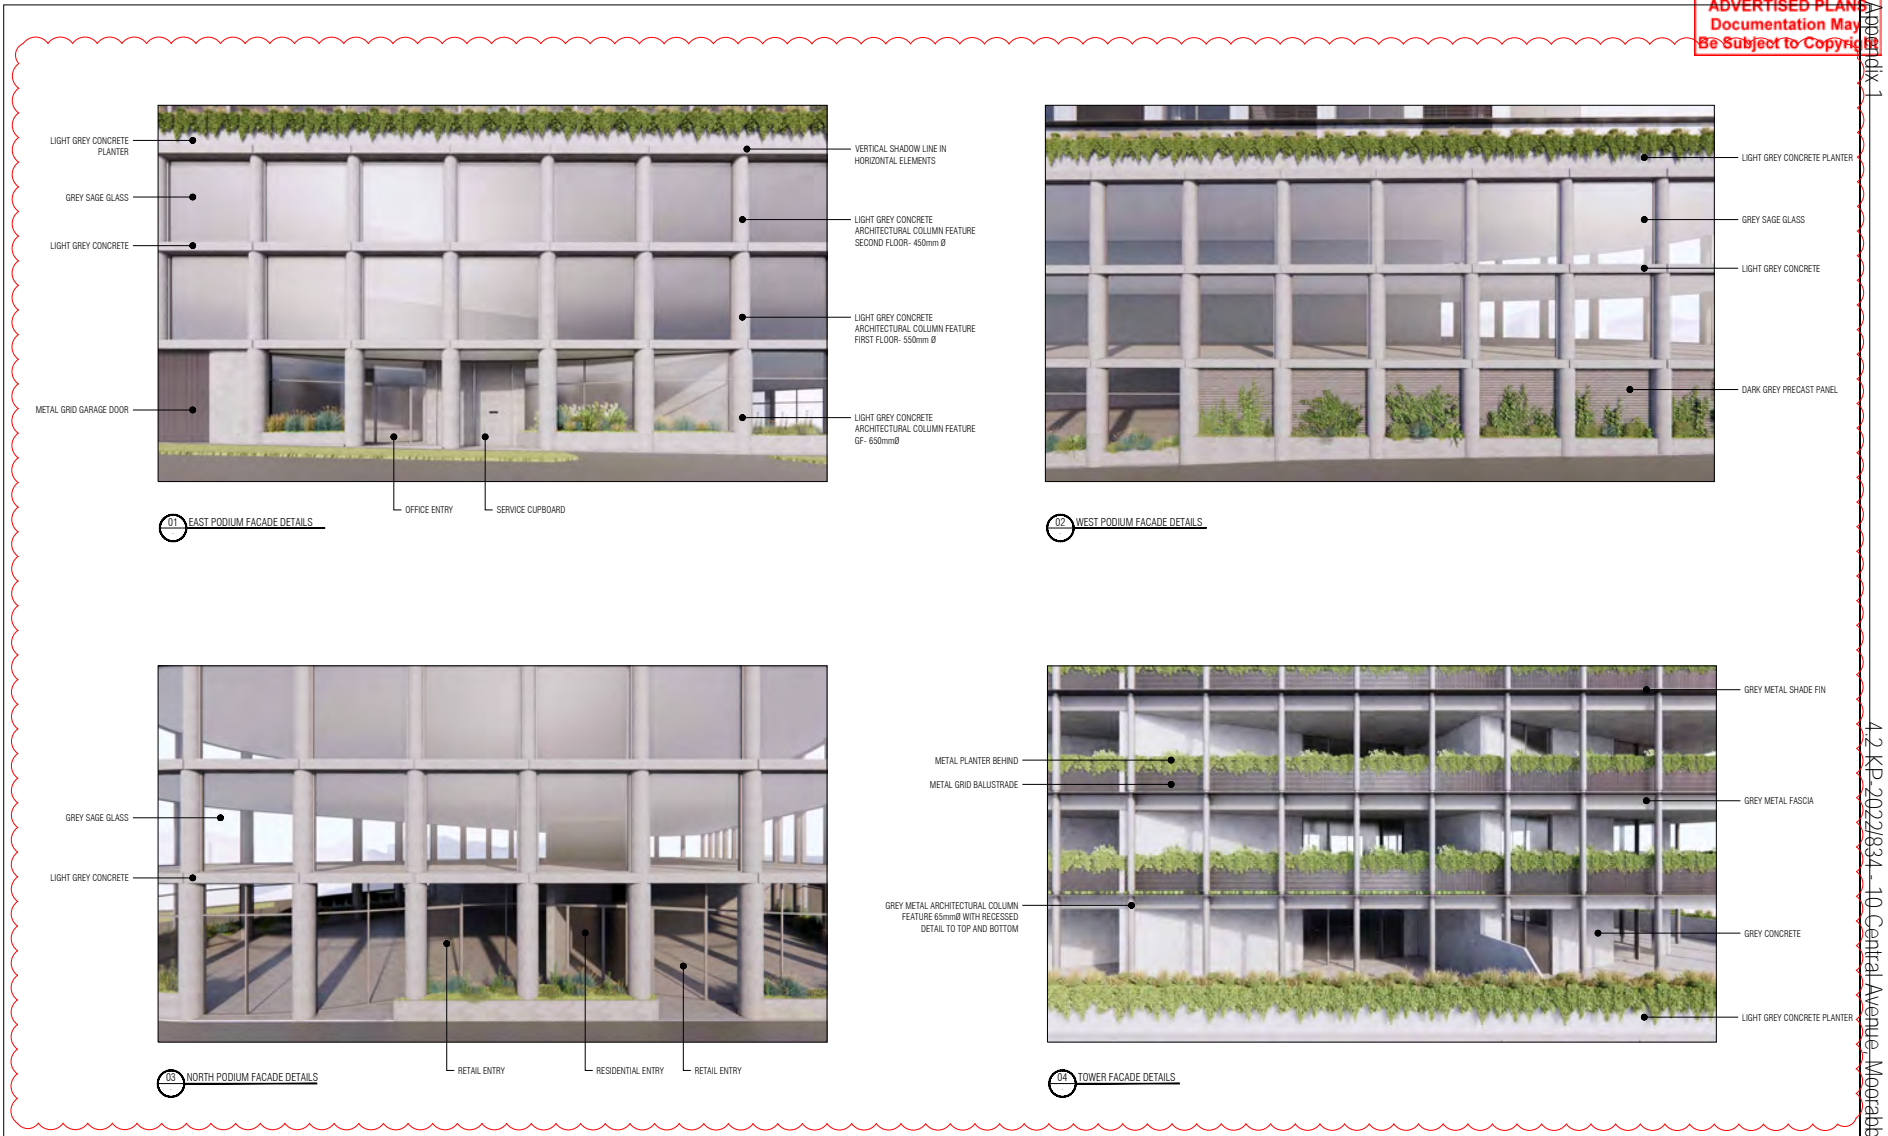 ADVERTISED PLANS
Documentation May
Be Subject to Copyright
Appendix 1
LIGHT GREY CONCRETE
PLANTER
GREY SAGE GLASS
LIGHT GREY CONCRETE
METAL GRID GARAGE DOOR
VERTICAL SHADOW LINE IN
HORIZONTAL ELEMENTS
LIGHT GREY CONCRETE
ARCHITECTURAL COLUMN FEATURE
SECOND FLOOR- 450mm Ø
LIGHT GREY CONCRETE
ARCHITECTURAL COLUMN FEATURE
FIRST FLOOR- 550mm Ø
LIGHT GREY CONCRETE
ARCHITECTURAL COLUMN FEATURE
GF- 650mmØ
OFFICE ENTRY
SERVICE CUPBOARD
01 EAST PODIUM FACADE DETAILS
LIGHT GREY CONCRETE PLANTER
GREY SAGE GLASS
LIGHT GREY CONCRETE
DARK GREY PRECAST PANEL
02 WEST PODIUM FACADE DETAILS
GREY SAGE GLASS
LIGHT GREY CONCRETE
RETAIL ENTRY
RESIDENTIAL ENTRY
RETAIL ENTRY
03 NORTH PODIUM FACADE DETAILS
METAL PLANTER BEHIND
METAL GRID BALUSTRADE
GREY METAL ARCHITECTURAL COLUMN
FEATURE 65mmØ WITH RECESSED
DETAIL TO TOP AND BOTTOM
GREY METAL SHADE FIN
GREY METAL FASCIA
GREY CONCRETE
LIGHT GREY CONCRETE PLANTER
04 TOWER FACADE DETAILS
4.2 KP-2022/834 - 10 Central Avenue, Moorabb